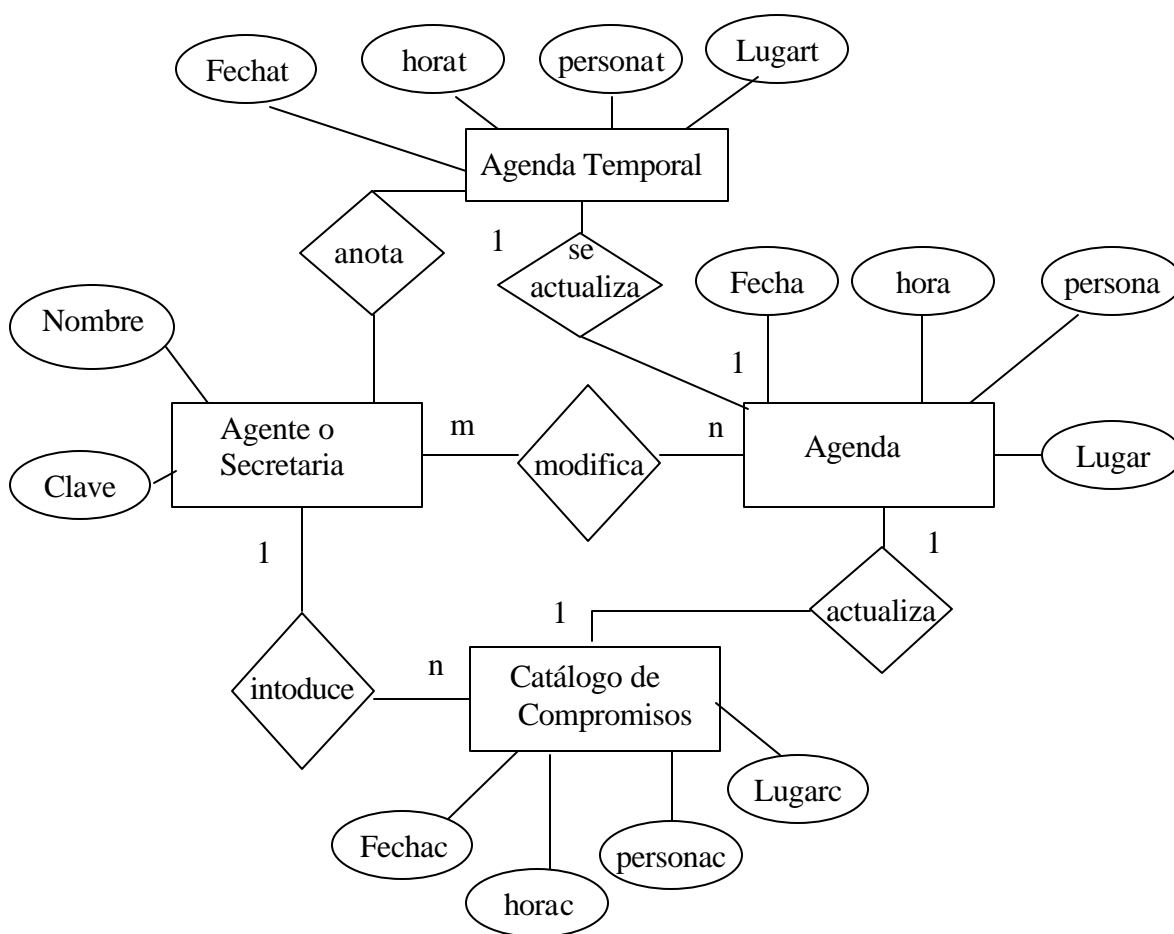 Fechat
horat
personat
Lugart
Agenda Temporal
anota
1
se
actualiza
Fecha
hora
persona
Nombre
1
Agente o
Secretaria
m
modifica
n
Agenda
Lugar
Clave
1
1
actualiza
1
intoduce
n
Catálogo de
Compromisos
Lugarc
Fechac
personac
horac